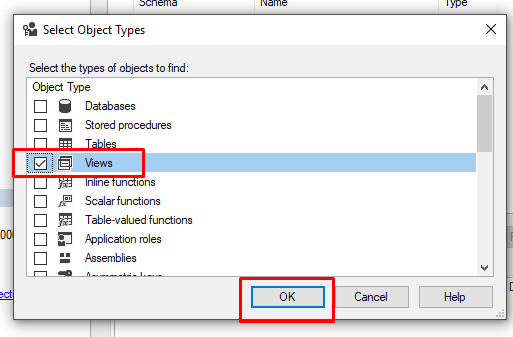 Schema Name Type
Select Object Types
Select the types of objects to find:
Object Type
Databases
Stored procedures
Tables
Views
Inline functions
Scalar functions
Table-valued functions
Application roles
Assemblies
Asymmetric keys
OK Cancel Help